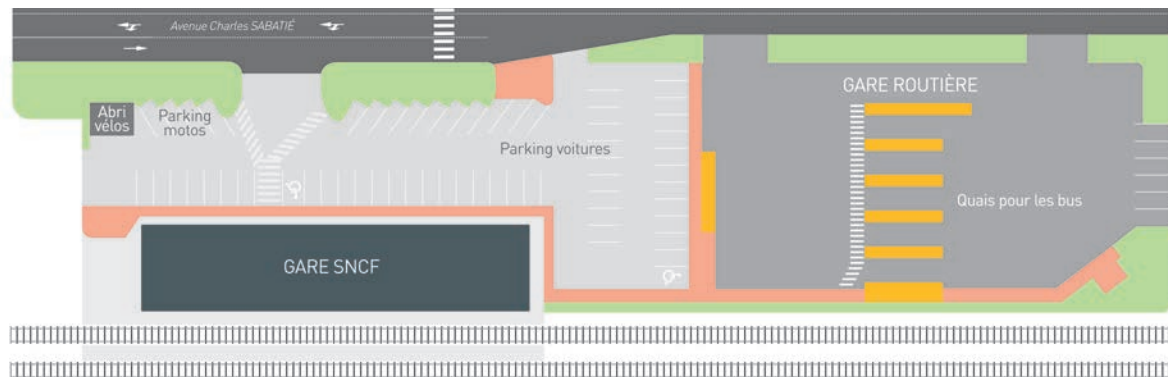 Avenue Charles SABATIÉ
Abri
vélos
Parking
motos
Parking voitures
GARE ROUTIÈRE
Quais pour les bus
GARE SNCF